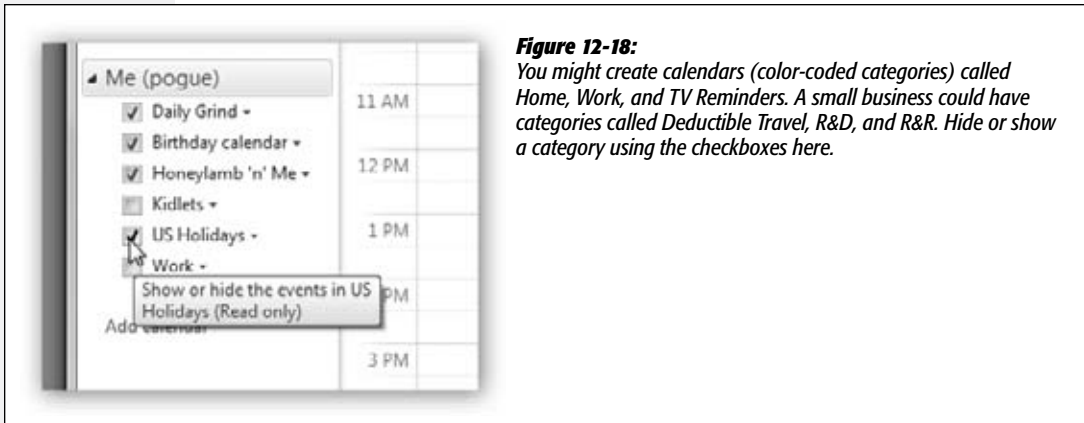 Me (pogue)
Daily Grind
Birthday calendar
Honeylamb 'n' Me
Kidlets
US Holidays
Work
Show or hide the events in US
Holidays (Read only)
Add calendar
11 AM
12 PM
1 PM
PM
3 PM
Figure 12-18:
You might create calendars (color-coded categories) called
Home, Work, and TV Reminders. A small business could have
categories called Deductible Travel, R&D, and R&R. Hide or show
a category using the checkboxes here.